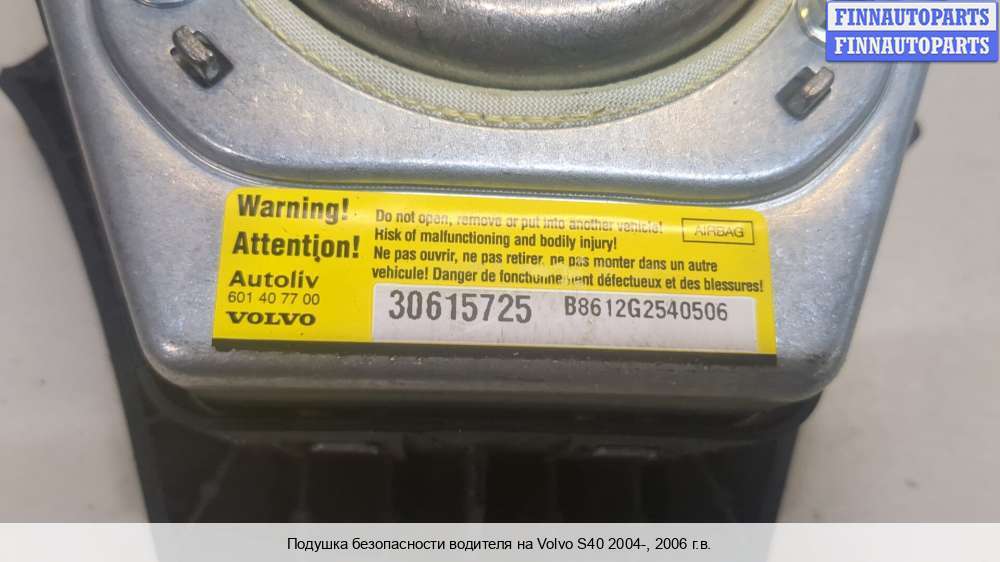 FINNAUTOPARTS
FINNAUTOPARTS
Warning!
Attention!
Autoliv
601 40 77 00
VOLVO
Do not open, remove or put into another vehicle!
Risk of malfunctioning and bodily injury!
Ne pas ouvrir, ne pas retirer, ne pas monter dans un autre
vehicule! Danger de fonctionnement défectueux et des blessures!
AIRBAG
30615725 B8612G2540506
Подушка безопасности водителя на Volvo S40 2004-, 2006 г.в.